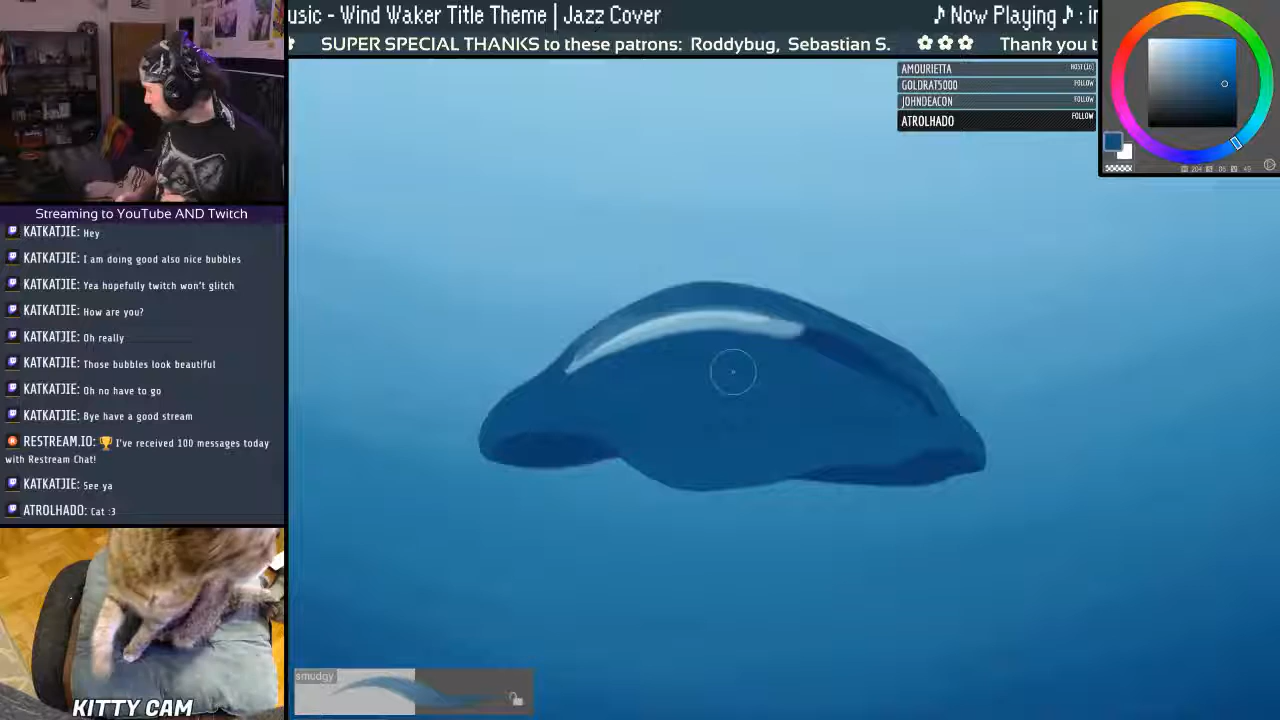 usic - Wind Waker Title Theme | Jazz Cover
♪ Now Playing ♪ : in
SUPER SPECIAL THANKS to these patrons: Roddybug, Sebastian S. ✿ ✿ ✿ Thank you t
AMOURIETTA
GOLDRAT5000 FOLLOW
JOHNDEACON FOLLOW
ATROLHADO FOLLOW
Streaming to YouTube AND Twitch
KATKATJIE: Hey
KATKATJIE: I am doing good also nice bubbles
KATKATJIE: Yea hopefully twitch won't glitch
KATKATJIE: How are you?
KATKATJIE: Oh really
KATKATJIE: Those bubbles look beautiful
KATKATJIE: Oh no have to go
KATKATJIE: Bye have a good stream
RESTREAM.IO: 🏆 I've received 100 messages today
with Restream Chat!
KATKATJIE: See ya
ATROLHADO: Cat :3
KITTY CAM
smudgy